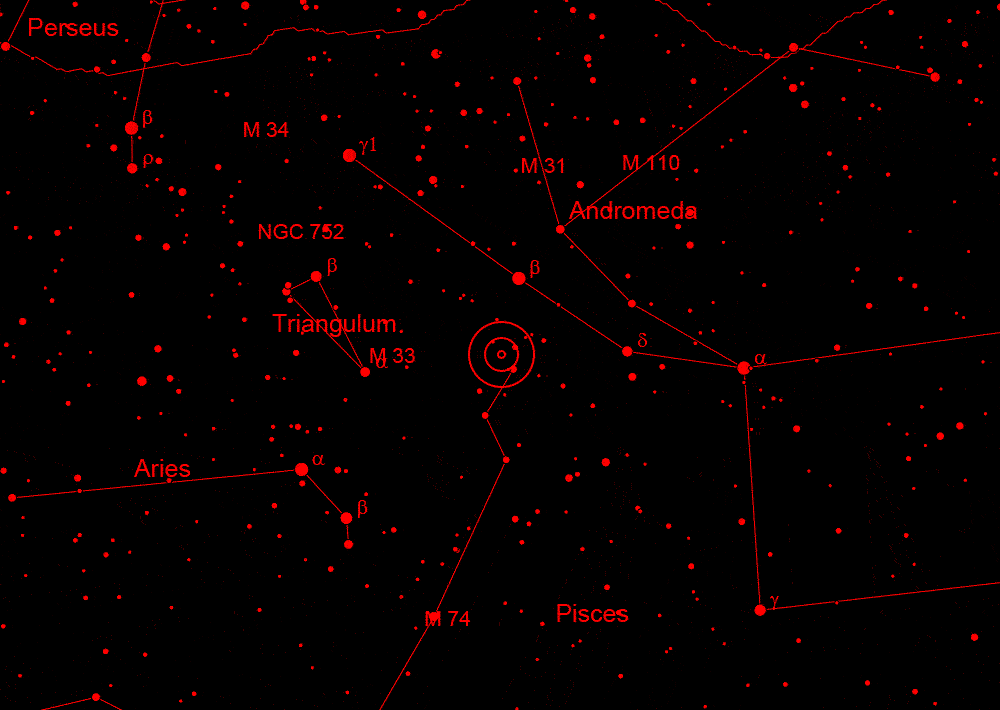 Perseus
β
M 34
γ1
ρ
M 31
M 110
Andromeda
NGC 752
β
β
Triangulum
δ
M 33
α
α
Aries
α
β
γ
M 74
Pisces